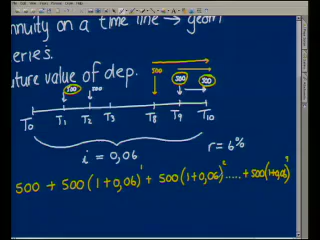 nnuity on a time line → geom
series.
uture value of dep.
500 500 500 500 500
T₀ T₁ T₂ T₃ T₈ T₉ T₁₀
i = 0,06 r = 6%
500 + 500(1+0,06)¹ + 500(1+0,06)².....+500(1+0,06)⁹